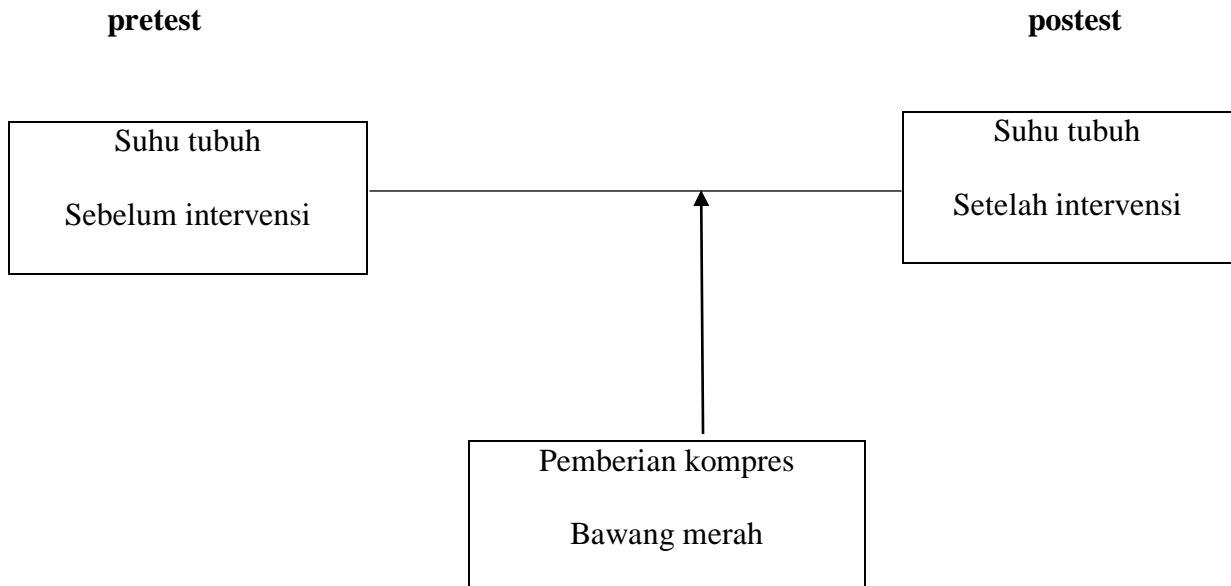 pretest
postest
Suhu tubuh
Sebelum intervensi
Suhu tubuh
Setelah intervensi
Pemberian kompres
Bawang merah